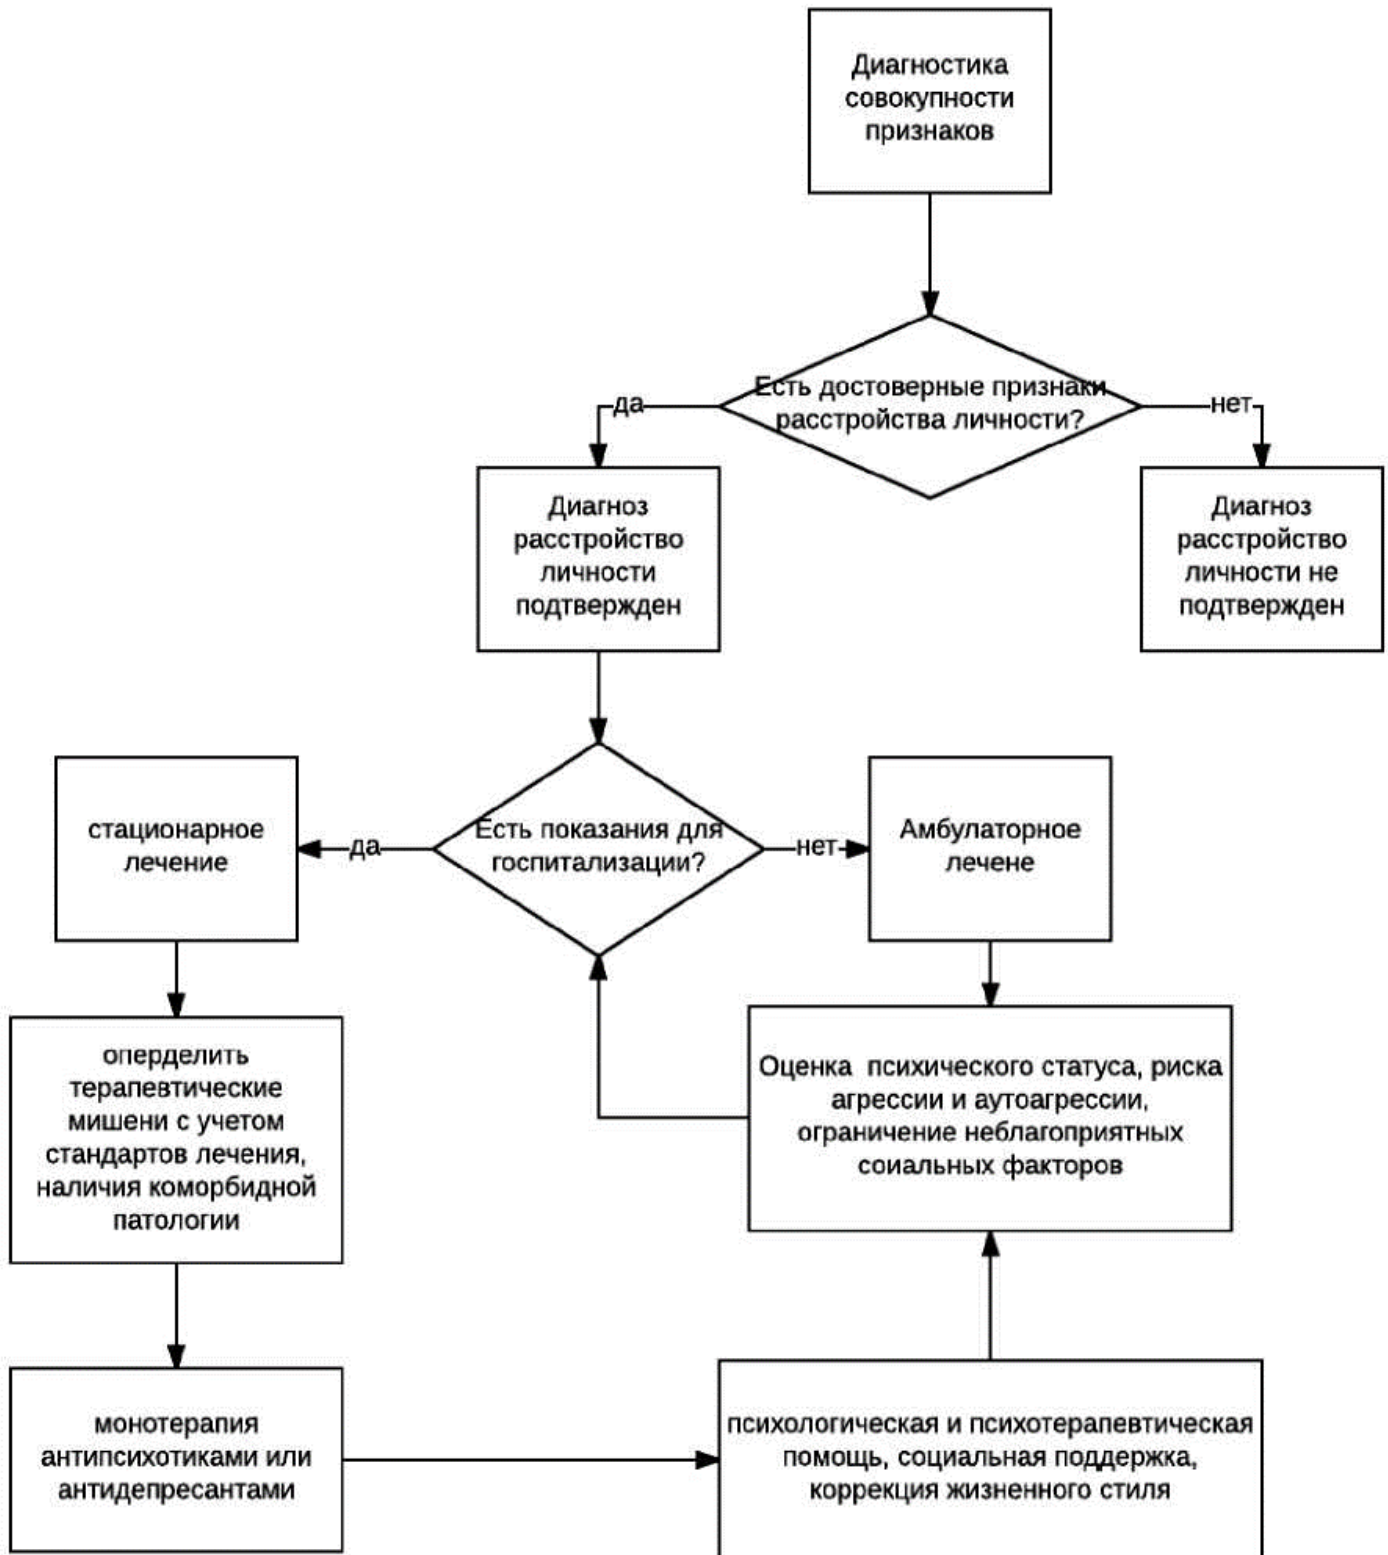 Диагностика
совокупности
признаков
Есть достоверные признаки
расстройства личности?
да
нет
Диагноз
расстройство
личности
подтвержден
Диагноз
расстройство
личности не
подтвержден
стационарное
лечение
да
Есть показания для
госпитализации?
нет
Амбулаторное
лечене
оперделить
терапевтические
мишени с учетом
стандартов лечения,
наличия коморбидной
патологии
Оценка психического статуса, риска
агрессии и аутоагрессии,
ограничение неблагоприятных
соиальных факторов
монотерапия
антипсихотиками или
антидепресантами
психологическая и психотерапевтическая
помощь, социальная поддержка,
коррекция жизненного стиля